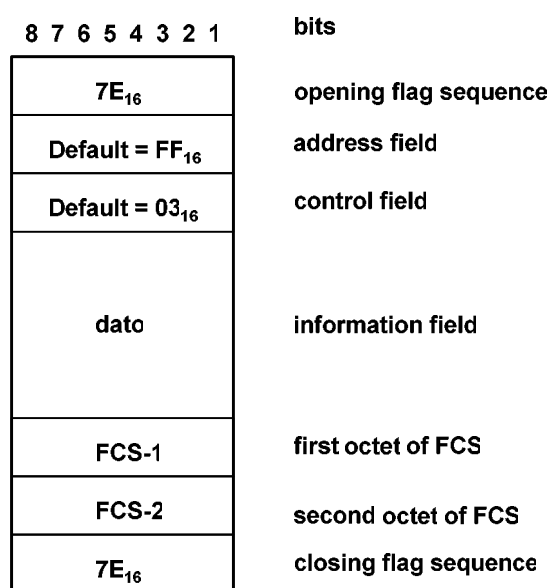 8 7 6 5 4 3 2 1 bits
7E16 opening flag sequence
Default = FF16 address field
Default = 0316 control field
dato information field
FCS-1 first octet of FCS
FCS-2 second octet of FCS
7E16 closing flag sequence